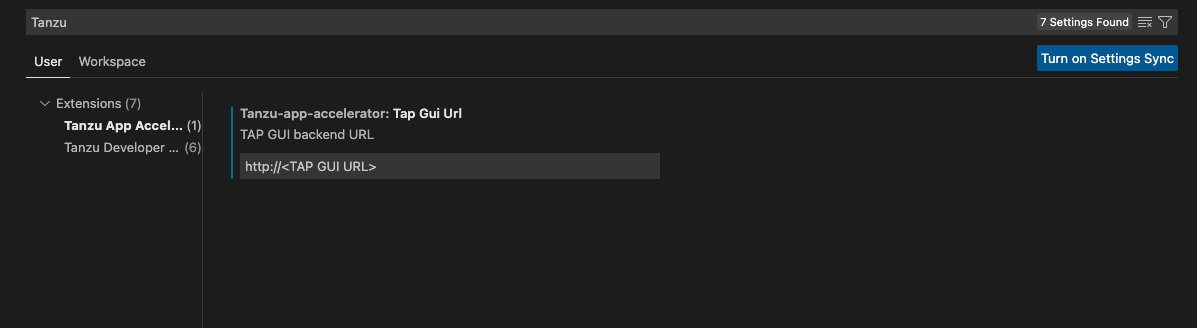 Tanzu
7 Settings Found
User Workspace
Turn on Settings Sync
Extensions (7)
Tanzu App Accel... (1)
Tanzu Developer ... (6)
Tanzu-app-accelerator: Tap Gui Url
TAP GUI backend URL
http://<TAP GUI URL>